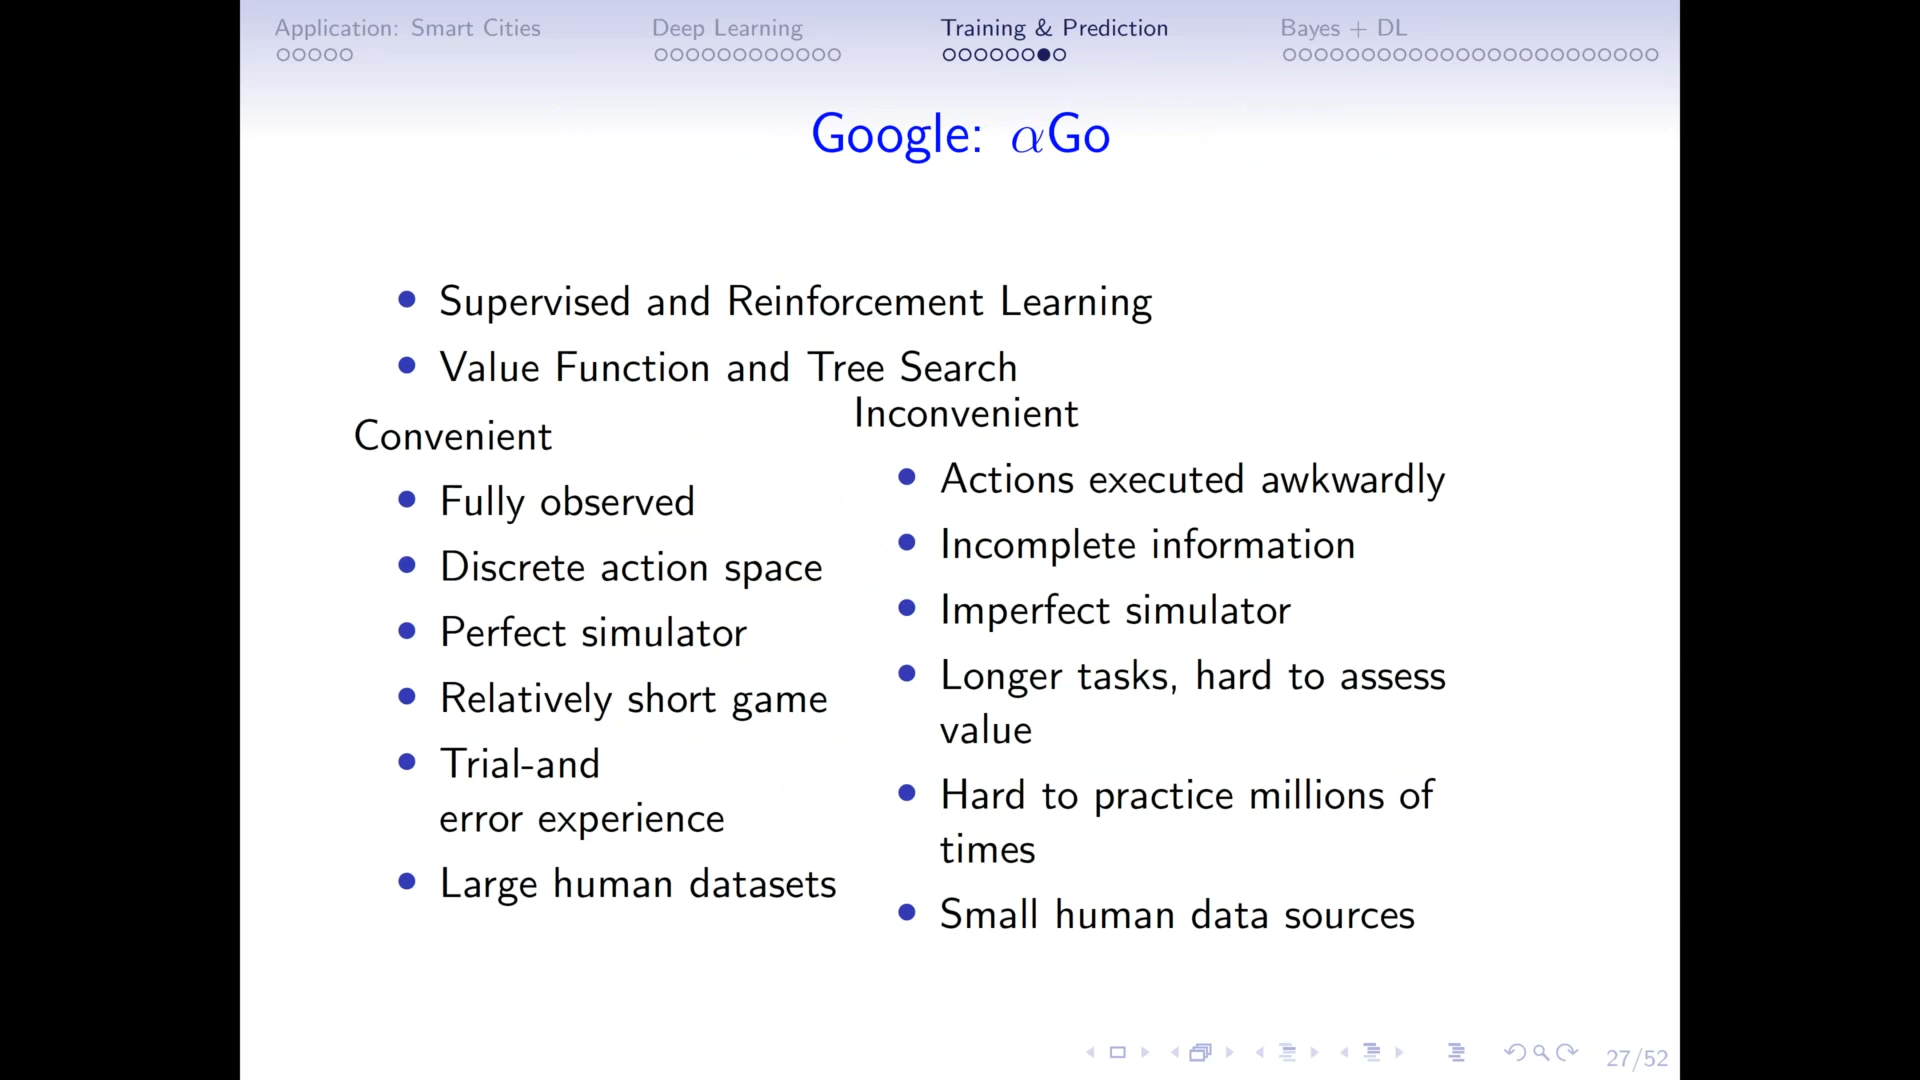 Application: Smart Cities
Deep Learning
Training & Prediction
Bayes + DL
Google: αGo
Supervised and Reinforcement Learning
Value Function and Tree Search
Convenient
Fully observed
Discrete action space
Perfect simulator
Relatively short game
Trial-and
error experience
Large human datasets
Inconvenient
Actions executed awkwardly
Incomplete information
Imperfect simulator
Longer tasks, hard to assess
value
Hard to practice millions of
times
Small human data sources
27/52